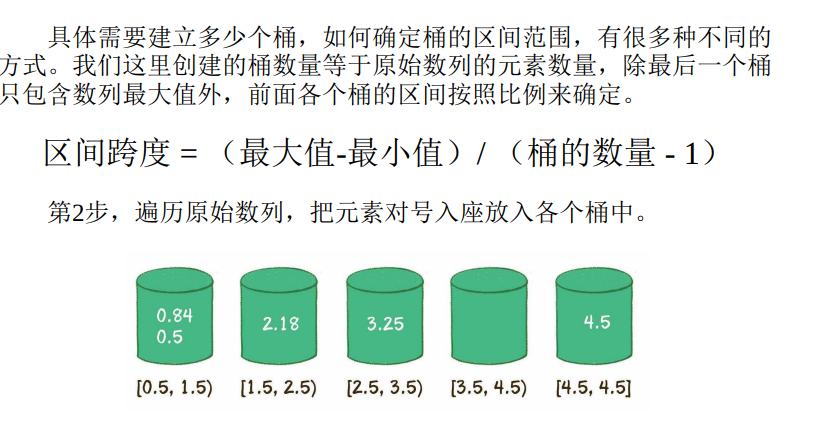 具体需要建立多少个桶，如何确定桶的区间范围，有很多种不同的
方式。我们这里创建的桶数量等于原始数列的元素数量，除最后一个桶
只包含数列最大值外，前面各个桶的区间按照比例来确定。
区间跨度 = （最大值-最小值）/ （桶的数量 - 1）
第2步，遍历原始数列，把元素对号入座放入各个桶中。
0.84
0.5
2.18
3.25
4.5
[0.5, 1.5) [1.5, 2.5) [2.5, 3.5) [3.5, 4.5) [4.5, 4.5]